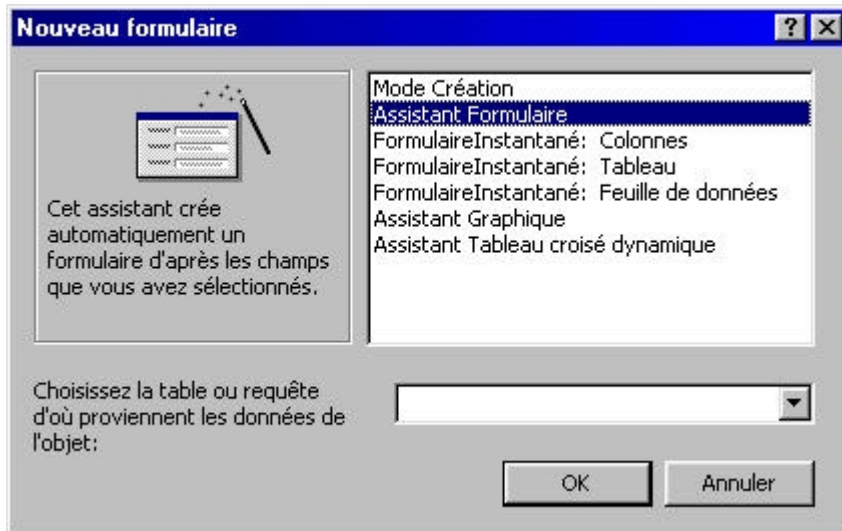 Nouveau formulaire
Mode Création
Assistant Formulaire
FormulaireInstantané: Colonnes
FormulaireInstantané: Tableau
FormulaireInstantané: Feuille de données
Assistant Graphique
Assistant Tableau croisé dynamique
Cet assistant crée
automatiquement un
formulaire d'après les champs
que vous avez sélectionnés.
Choisissez la table ou requête
d'où proviennent les données de
l'objet:
OK
Annuler